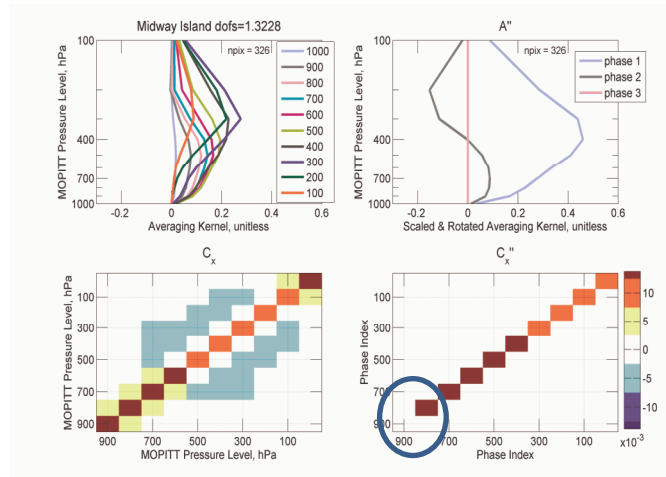 Midway Island dofs=1.3228
npix = 326
MOPITT Pressure Level, hPa
100
400
700
1000
-0.2
0
0.2
0.4
0.6
Averaging Kernel, unitless
1000
900
800
700
600
500
400
300
200
100
A"
npix = 326
MOPITT Pressure Level, hPa
100
400
700
1000
-0.2
0
0.2
0.4
0.6
Scaled & Rotated Averaging Kernel, unitless
phase 1
phase 2
phase 3
Cx
MOPITT Pressure Level, hPa
100
300
500
700
900
900
700
500
300
100
MOPITT Pressure Level, hPa
Cx"
Phase Index
100
300
500
700
900
900
700
500
300
100
Phase Index
10
5
0
-5
-10
x10-3